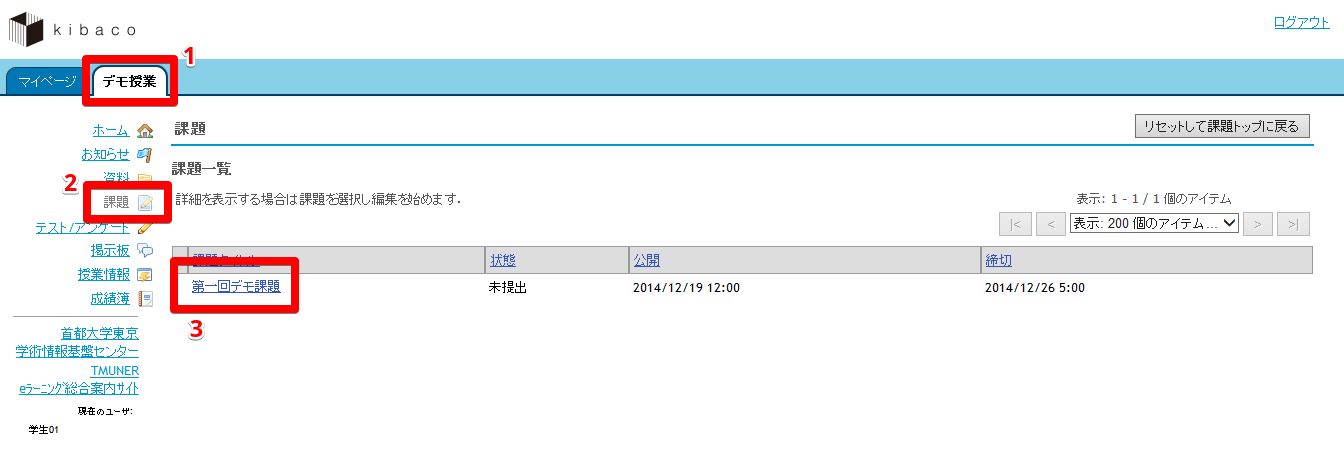 kibaco
ログアウト
1
マイページ
デモ授業
ホーム
お知らせ
資料
2
課題
テスト/アンケート
掲示板
授業情報
成績簿
首都大学東京
学術情報基盤センター
TMUNER
eラーニング総合案内サイト
現在のユーザ:
学生01
課題
リセットして課題トップに戻る
課題一覧
詳細を表示する場合は課題を選択し編集を始めます.
表示: 1 - 1 / 1 個のアイテム
|< < 表示: 200 個のアイテム... > >|
課題タイトル 状態 公開 締切
第一回デモ課題 未提出 2014/12/19 12:00 2014/12/26 5:00
3